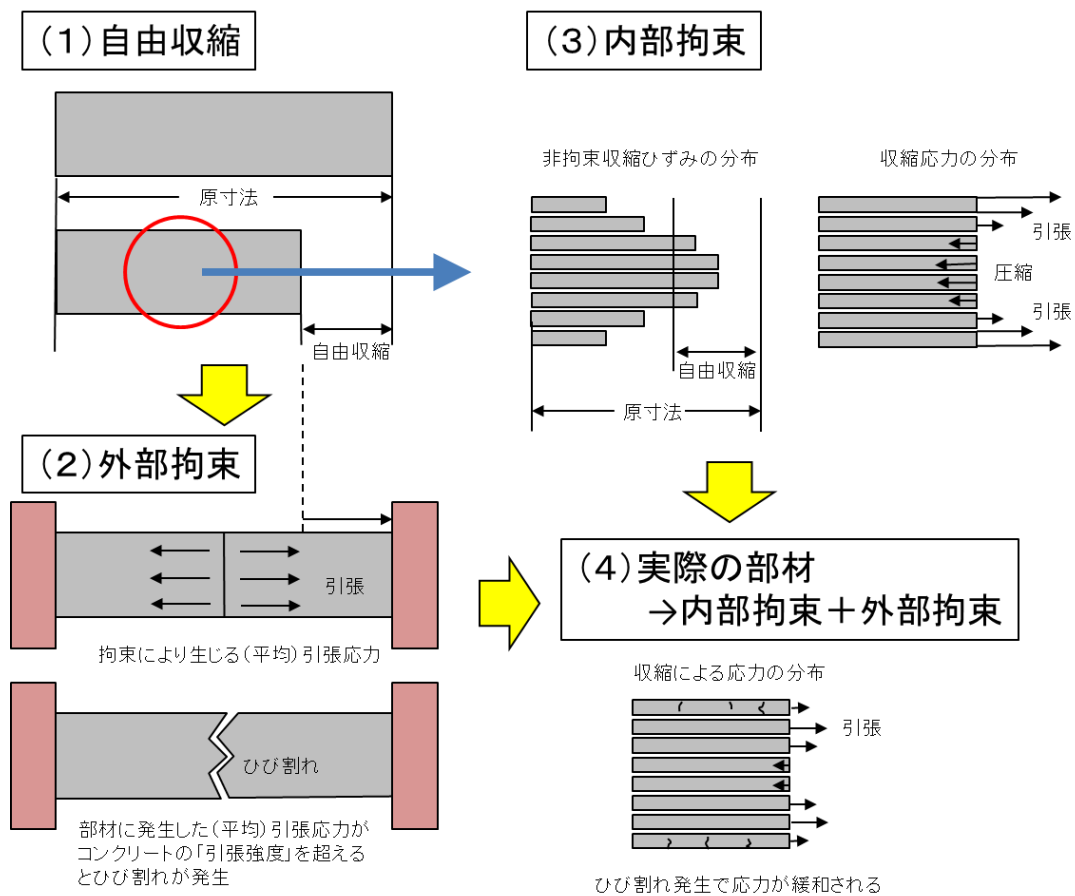 （1）自由収縮
原寸法
自由収縮
（2）外部拘束
引張
拘束により生じる（平均）引張応力
ひび割れ
部材に発生した（平均）引張応力が
コンクリートの「引張強度」を超える
とひび割れが発生
（3）内部拘束
非拘束収縮ひずみの分布
自由収縮
原寸法
収縮応力の分布
引張
圧縮
引張
（4）実際の部材
→内部拘束＋外部拘束
収縮による応力の分布
引張
ひび割れ発生で応力が緩和される